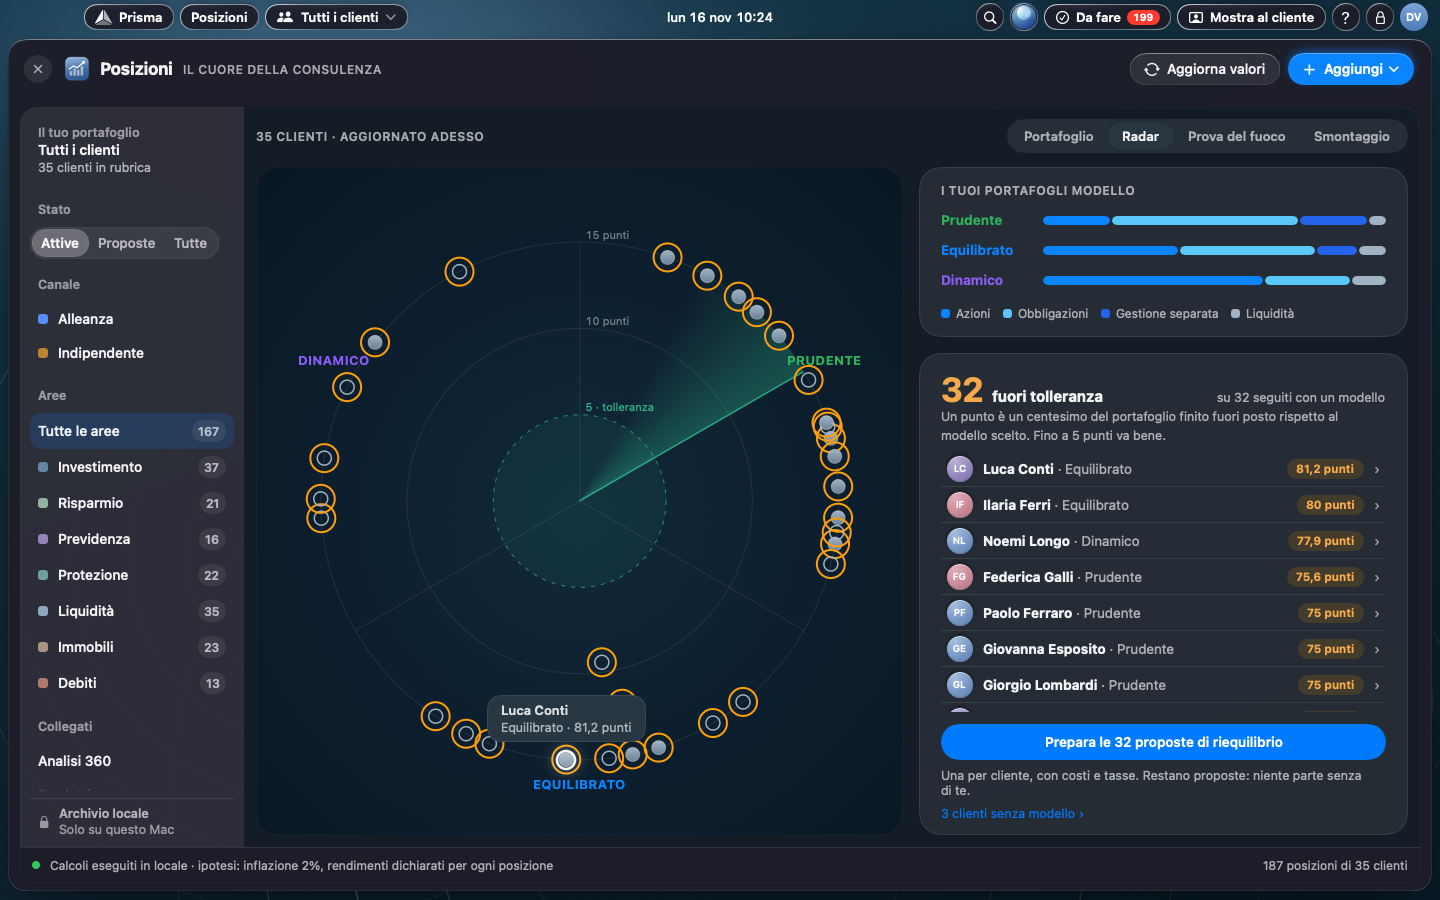 Prisma
Posizioni
Tutti i clienti
lun 16 nov 10:24
Da fare 199
Mostra al cliente
?
DV
Posizioni IL CUORE DELLA CONSULENZA
Aggiorna valori
+ Aggiungi
Il tuo portafoglio
Tutti i clienti
35 clienti in rubrica
Stato
Attive Proposte Tutte
Canale
Alleanza
Indipendente
Aree
Tutte le aree 167
Investimento 37
Risparmio 21
Previdenza 16
Protezione 22
Liquidità 35
Immobili 23
Debiti 13
Collegati
Analisi 360
Archivio locale
Solo su questo Mac
35 CLIENTI · AGGIORNATO ADESSO
Portafoglio Radar Prova del fuoco Smontaggio
15 punti
10 punti
5 · tolleranza
DINAMICO
PRUDENTE
Luca Conti
Equilibrato · 81,2 punti
EQUILIBRATO
I TUOI PORTAFOGLI MODELLO
Prudente
Equilibrato
Dinamico
Azioni Obbligazioni Gestione separata Liquidità
32 fuori tolleranza su 32 seguiti con un modello
Un punto è un centesimo del portafoglio finito fuori posto rispetto al
modello scelto. Fino a 5 punti va bene.
LC Luca Conti · Equilibrato 81,2 punti ›
IF Ilaria Ferri · Equilibrato 80 punti ›
NL Noemi Longo · Dinamico 77,9 punti ›
FG Federica Galli · Prudente 75,6 punti ›
PF Paolo Ferraro · Prudente 75 punti ›
GE Giovanna Esposito · Prudente 75 punti ›
GL Giorgio Lombardi · Prudente 75 punti ›
Prepara le 32 proposte di riequilibrio
Una per cliente, con costi e tasse. Restano proposte: niente parte senza
di te.
3 clienti senza modello ›
Calcoli eseguiti in locale · ipotesi: inflazione 2%, rendimenti dichiarati per ogni posizione
187 posizioni di 35 clienti